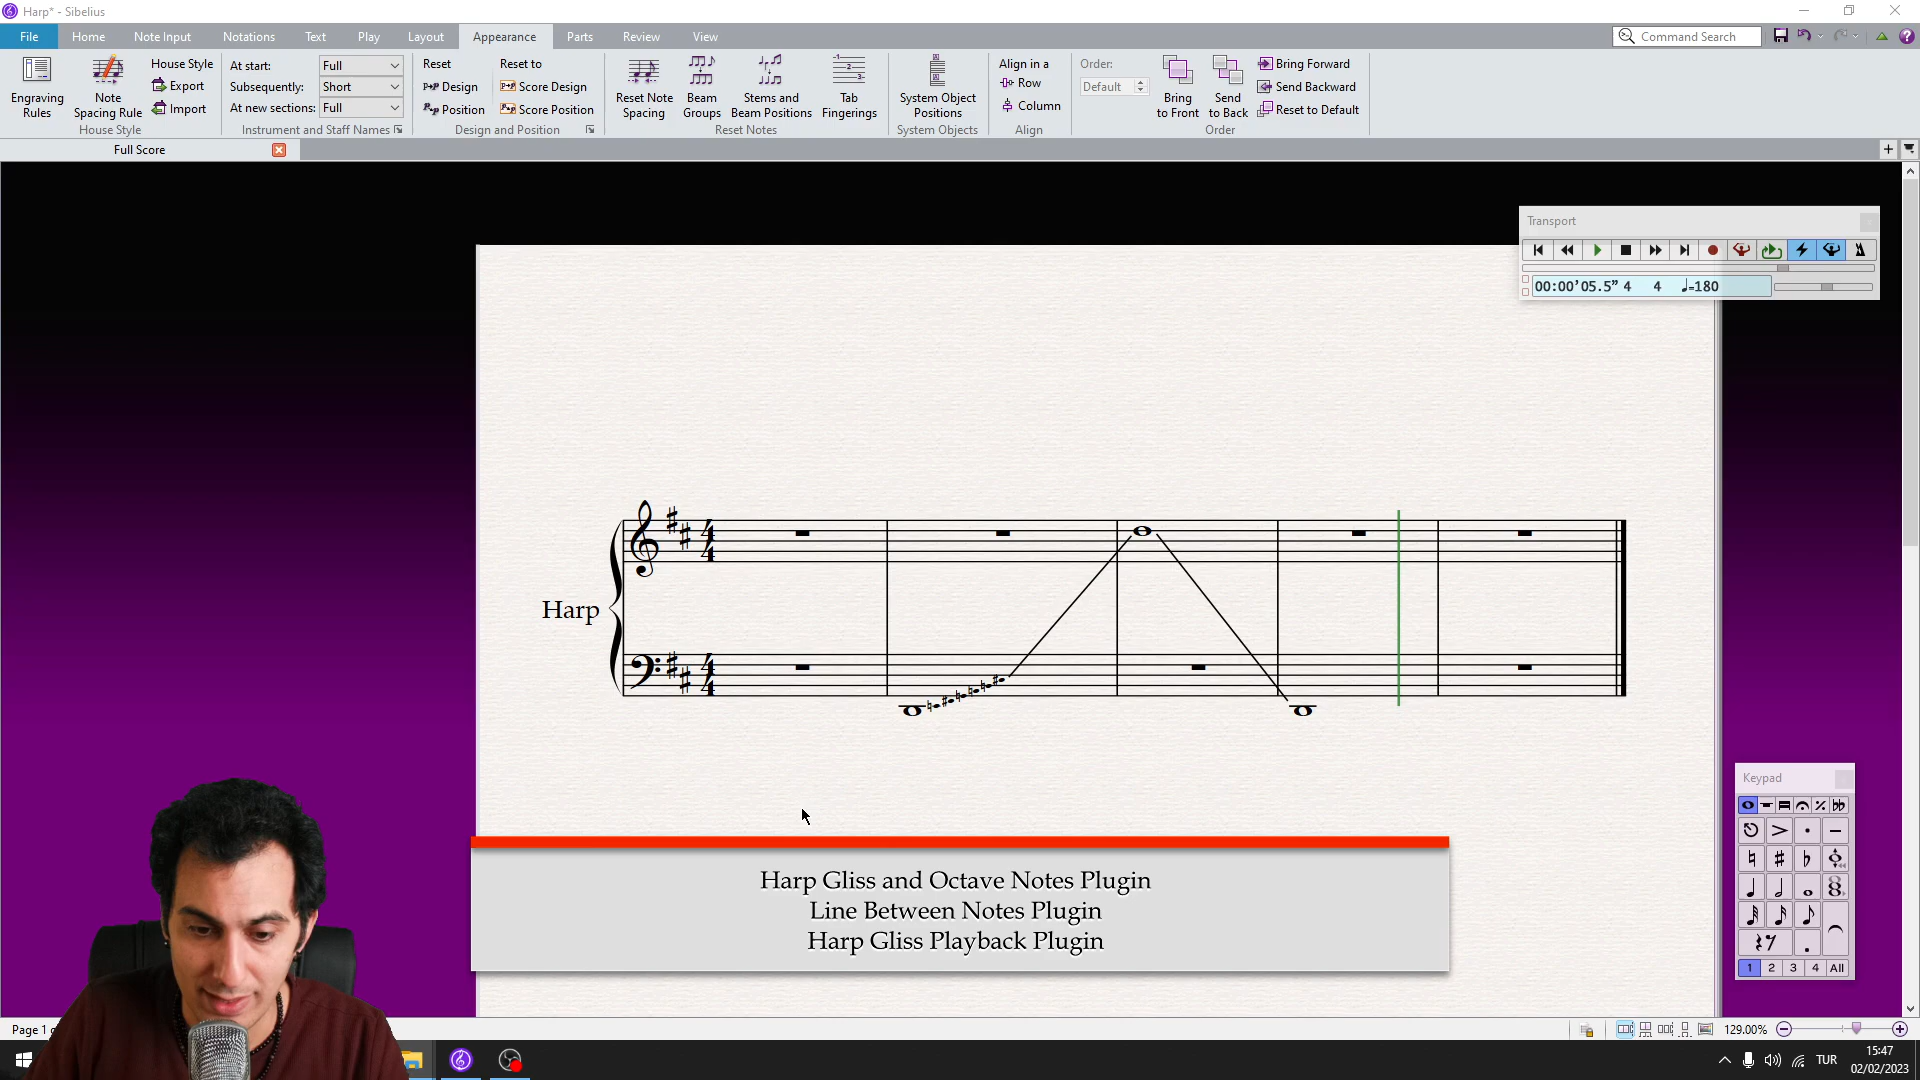 Harp* - Sibelius
File Home Note Input Notations Text Play Layout Appearance Parts Review View Command Search
Engraving Rules
Note Spacing Rule
House Style
Export
Import
House Style
At start: Full
Subsequently: Short
At new sections: Full
Instrument and Staff Names
Reset
Design
Position
Reset to
Score Design
Score Position
Design and Position
Reset Note Spacing
Beam Groups
Stems and Beam Positions
Tab Fingerings
Reset Notes
System Object Positions
System Objects
Align in a
Row
Column
Align
Order:
Default
Bring to Front
Send to Back
Bring Forward
Send Backward
Reset to Default
Order
Full Score
Transport
00:00'05.5" 4 4 ♩=180
Harp
Keypad
1 2 3 4 All
Harp Gliss and Octave Notes Plugin
Line Between Notes Plugin
Harp Gliss Playback Plugin
Page 1
129.00%
TUR
15:47
02/02/2023